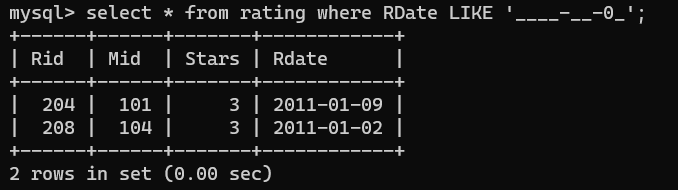 mysql> select * from rating where RDate LIKE '____-__-0_';
+------+------+-------+------------+
| Rid  | Mid  | Stars | Rdate      |
+------+------+-------+------------+
|  204 |  101 |     3 | 2011-01-09 |
|  208 |  104 |     3 | 2011-01-02 |
+------+------+-------+------------+
2 rows in set (0.00 sec)